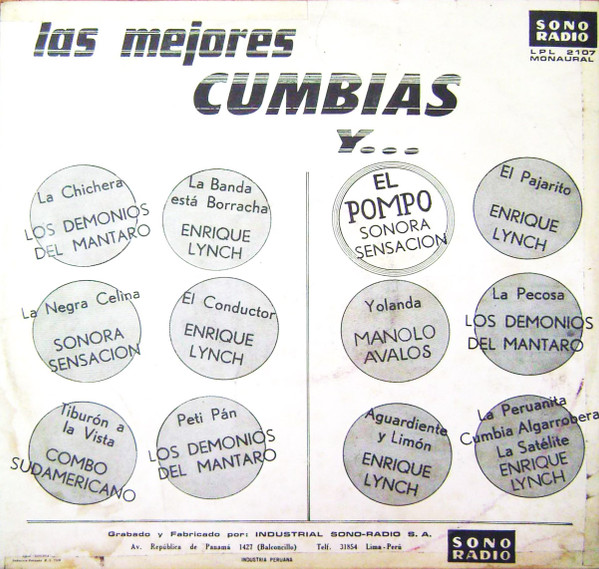 las mejores
CUMBIAS
Y...
SONO
RADIO
LPL 2107
MONAURAL
La Chichera
LOS DEMONIOS
DEL MANTARO
La Banda
está Borracha
ENRIQUE
LYNCH
La Negra Celina
SONORA
SENSACION
El Conductor
ENRIQUE
LYNCH
Tiburón a
la Vista
COMBO
SUDAMERICANO
Peti Pán
LOS DEMONIOS
DEL MANTARO
EL
POMPO
SONORA
SENSACION
El Pajarito
ENRIQUE
LYNCH
Yolanda
MANOLO
AVALOS
La Pecosa
LOS DEMONIOS
DEL MANTARO
Aguardiente
y Limón
ENRIQUE
LYNCH
La Peruanita
Cumbia Algarrobera
La Satélite
ENRIQUE
LYNCH
Grabado y Fabricado por: INDUSTRIAL SONO-RADIO S. A.
Av. República de Panamá 1427 (Balconcillo) Telf. 31854 Lima-Perú
INDUSTRIA PERUANA
SONO
RADIO